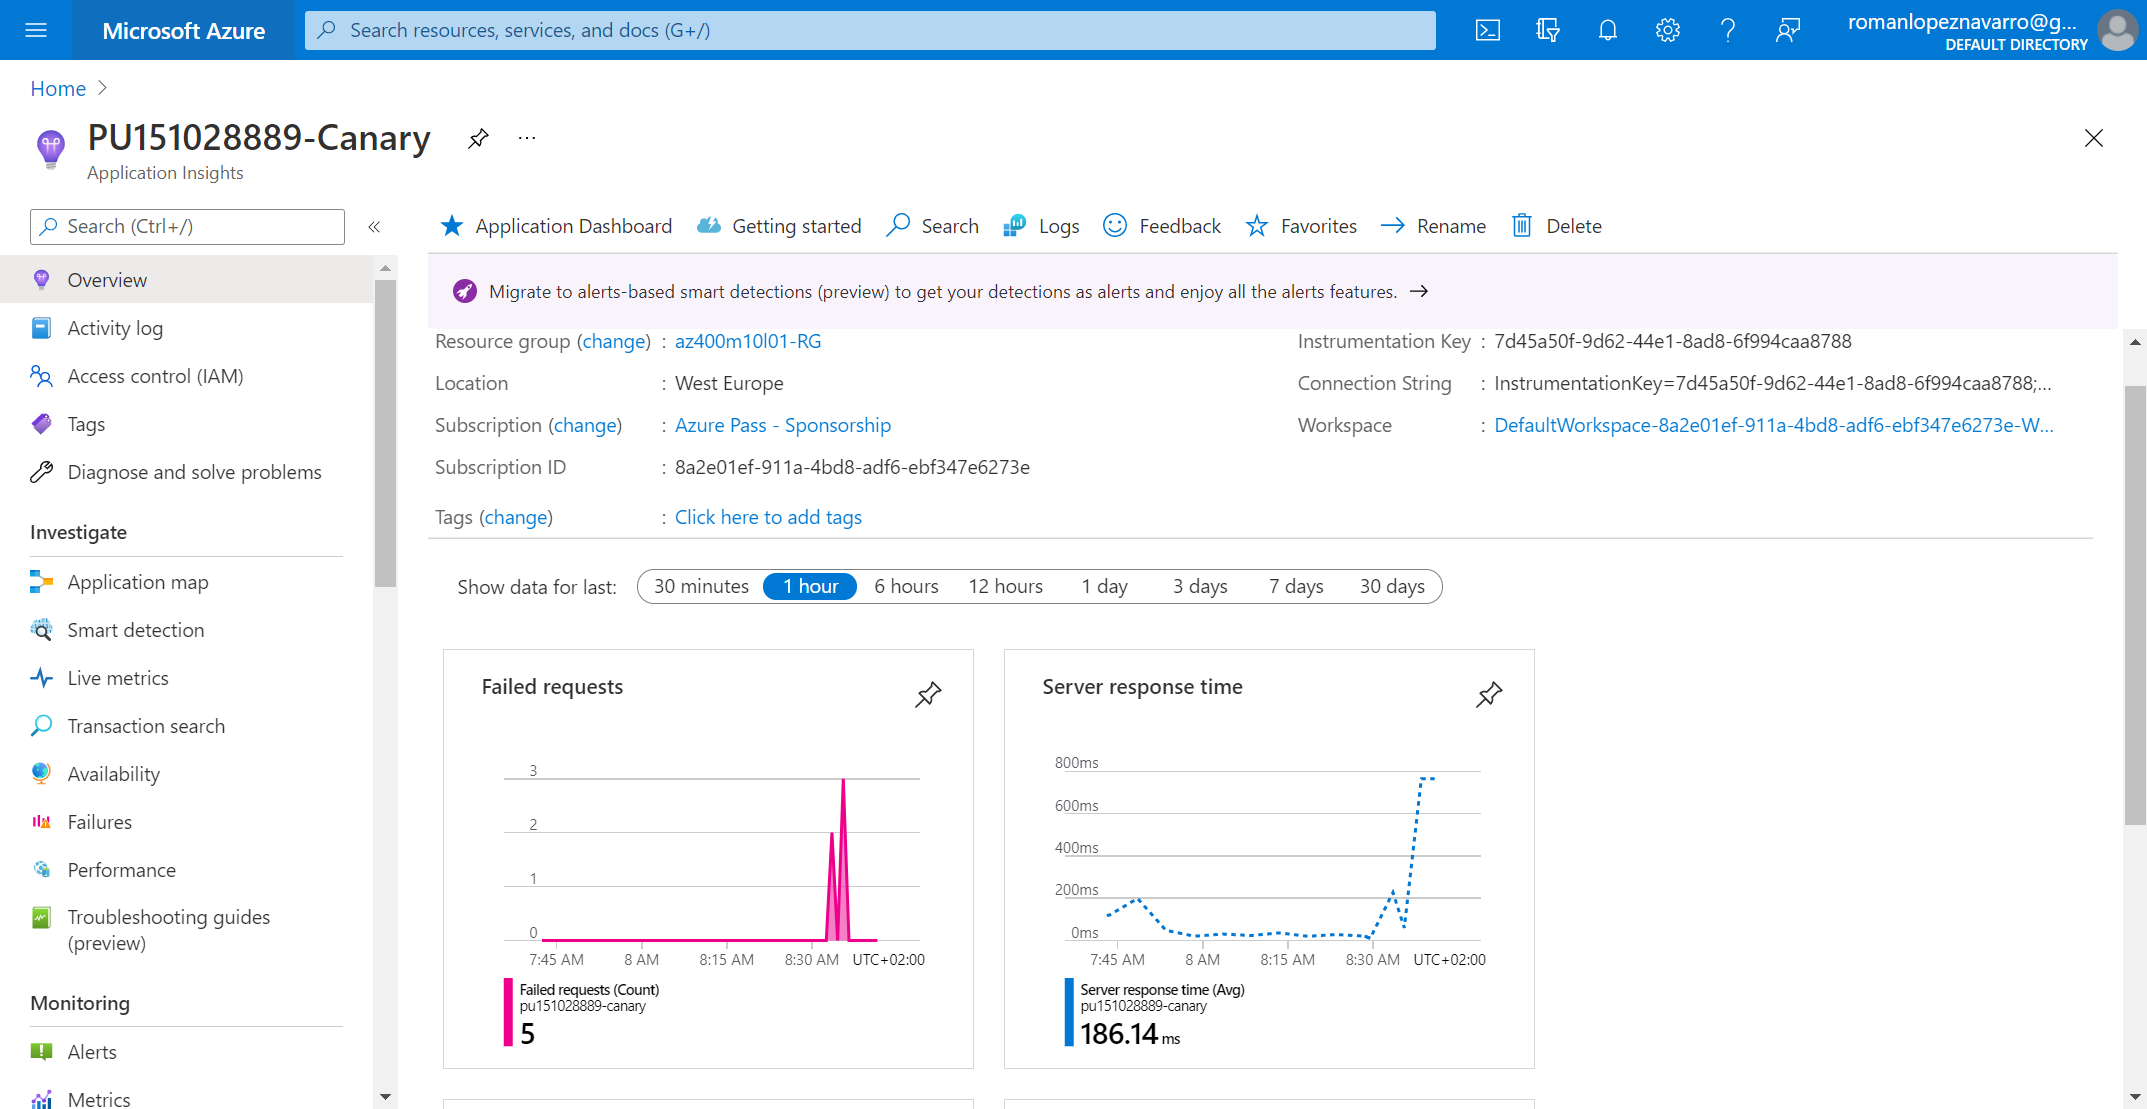 Microsoft Azure
Search resources, services, and docs (G+/)
romanlopeznavarro@g...
DEFAULT DIRECTORY
Home
PU151028889-Canary
...
Application Insights
Search (Ctrl+/)
«
Application Dashboard
Getting started
Search
Logs
Feedback
Favorites
Rename
Delete
Overview
Activity log
Access control (IAM)
Tags
Diagnose and solve problems
Investigate
Application map
Smart detection
Live metrics
Transaction search
Availability
Failures
Performance
Troubleshooting guides
(preview)
Monitoring
Alerts
Metrics
Migrate to alerts-based smart detections (preview) to get your detections as alerts and enjoy all the alerts features. →
Resource group (change) : az400m10l01-RG
Location : West Europe
Subscription (change) : Azure Pass - Sponsorship
Subscription ID : 8a2e01ef-911a-4bd8-adf6-ebf347e6273e
Tags (change) : Click here to add tags
Instrumentation Key : 7d45a50f-9d62-44e1-8ad8-6f994caa8788
Connection String : InstrumentationKey=7d45a50f-9d62-44e1-8ad8-6f994caa8788;...
Workspace : DefaultWorkspace-8a2e01ef-911a-4bd8-adf6-ebf347e6273e-W...
Show data for last: 30 minutes 1 hour 6 hours 12 hours 1 day 3 days 7 days 30 days
Failed requests
3
2
1
0
7:45 AM 8 AM 8:15 AM 8:30 AM UTC+02:00
Failed requests (Count)
pu151028889-canary
5
Server response time
800ms
600ms
400ms
200ms
0ms
7:45 AM 8 AM 8:15 AM 8:30 AM UTC+02:00
Server response time (Avg)
pu151028889-canary
186.14 ms